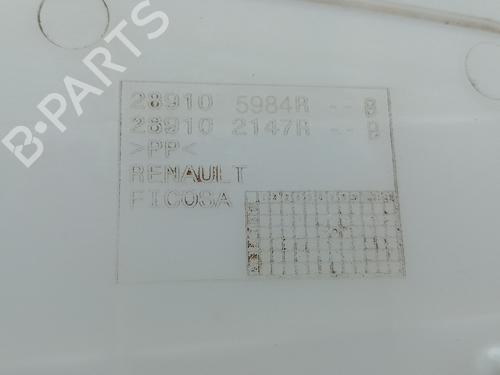 B-PARTS
28910 5984R -- B
28910 2147R -- B
>PP<
RENAULT
FICOSA